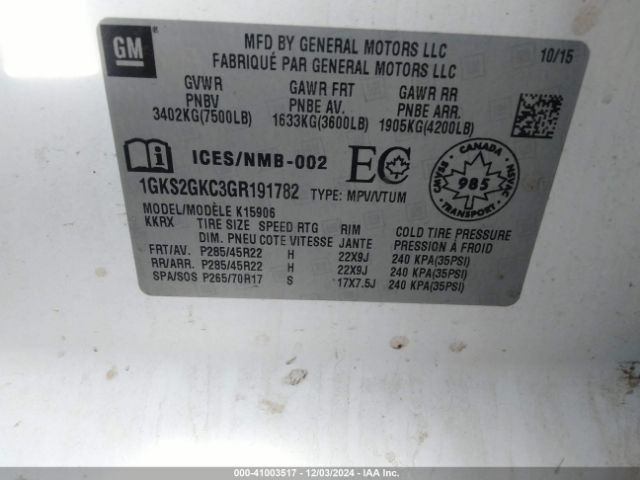 GM
MFD BY GENERAL MOTORS LLC
FABRIQUÉ PAR GENERAL MOTORS LLC
10/15
GVWR GAWR FRT GAWR RR
PNBV PNBE AV. PNBE ARR.
3402KG(7500LB) 1633KG(3600LB) 1905KG(4200LB)
ICES/NMB-002 EC
CANADA
985
TRANSPORT
1GKS2GKC3GR191782 TYPE: MPV/VTUM
MODEL/MODÈLE K15906
KKRX TIRE SIZE SPEED RTG RIM COLD TIRE PRESSURE
DIM. PNEU COTE VITESSE JANTE PRESSION À FROID
FRT/AV. P285/45R22 H 22X9J 240 KPA(35PSI)
RR/ARR. P285/45R22 H 22X9J 240 KPA(35PSI)
SPA/SOS P265/70R17 S 17X7.5J 240 KPA(35PSI)
000-41003517 - 12/03/2024 - IAA Inc.